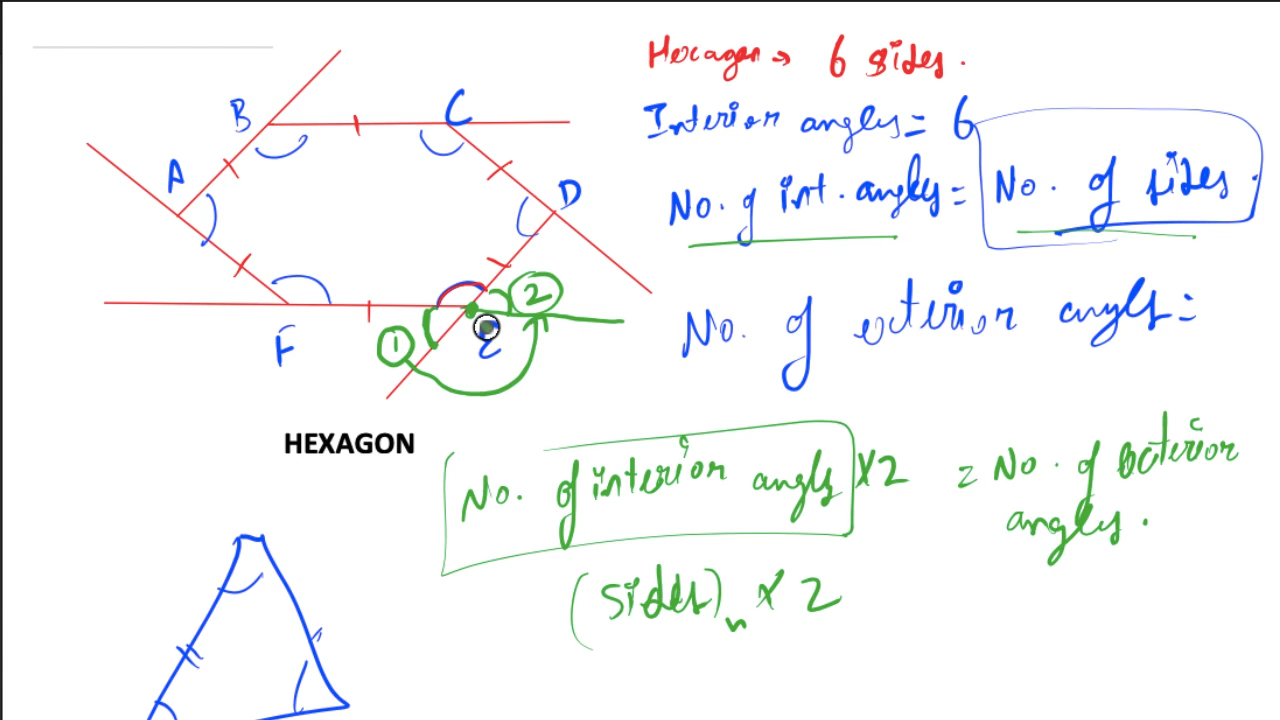 Hexagon → 6 sides.
Interior angles = 6
No. of int. angles = No. of sides.
No. of exterior angles =
B
C
A
D
F
E
1
2
HEXAGON
No. of interior angles × 2 = No. of exterior angles.
(sides)n × 2